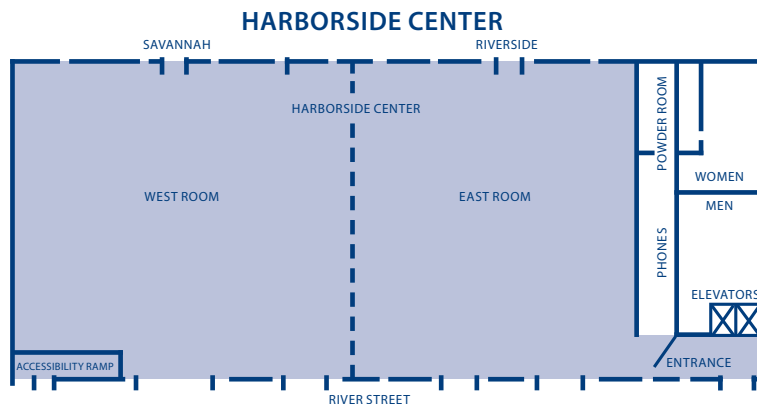 HARBORSIDE CENTER
SAVANNAH
RIVERSIDE
HARBORSIDE CENTER
POWDER ROOM
WOMEN
WEST ROOM
EAST ROOM
MEN
PHONES
ELEVATORS
ACCESSIBILITY RAMP
ENTRANCE
RIVER STREET